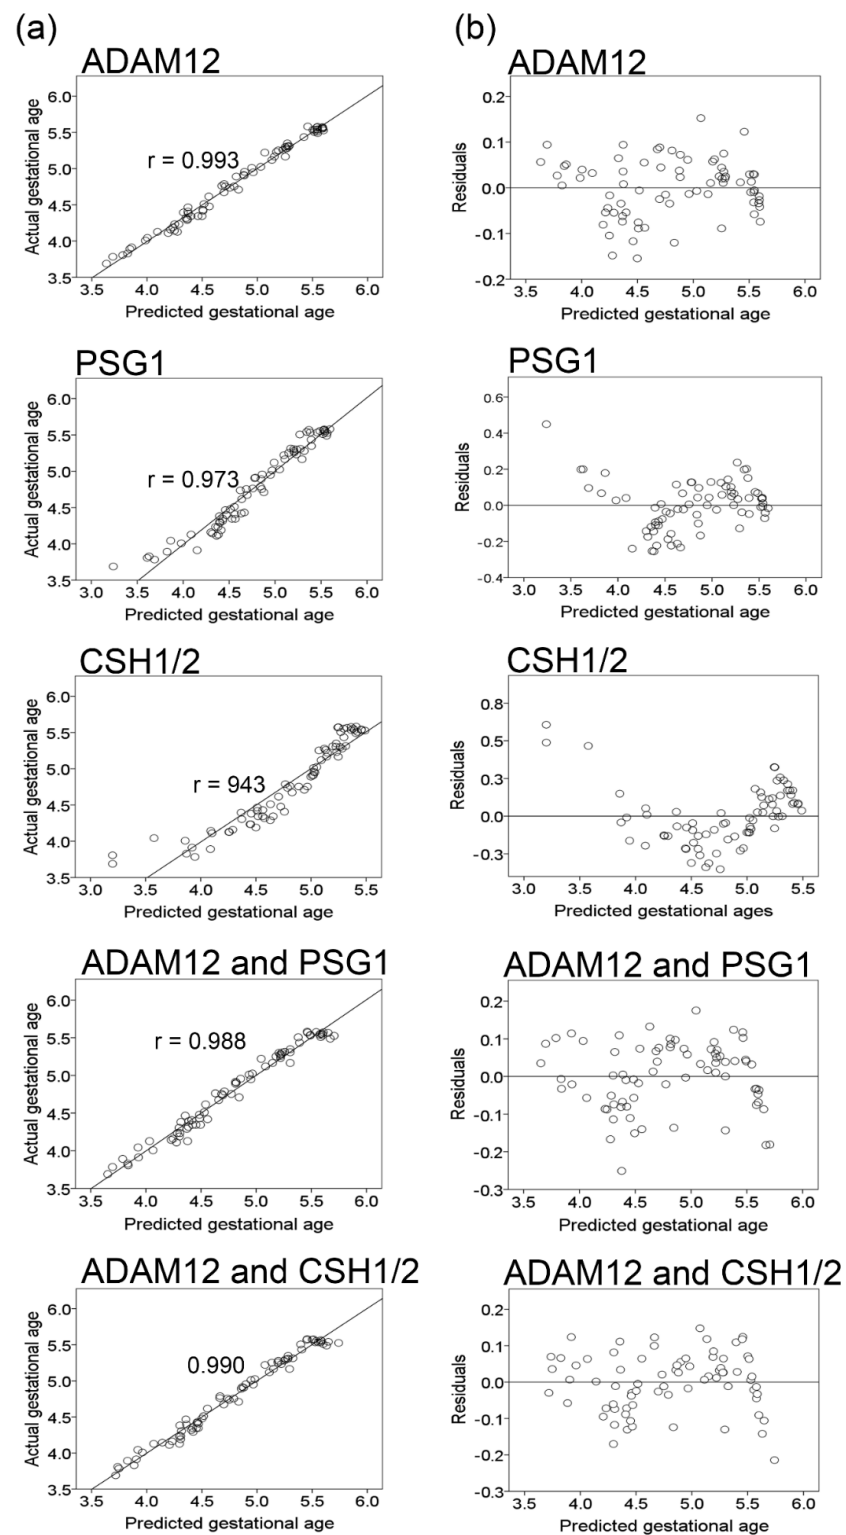 (a)
(b)
ADAM12
6.0
5.5
5.0
4.5
4.0
3.5
r = 0.993
Actual gestational age
3.5 4.0 4.5 5.0 5.5 6.0
Predicted gestational age
ADAM12
0.2
0.1
0.0
-0.1
-0.2
Residuals
3.5 4.0 4.5 5.0 5.5 6.0
Predicted gestational age
PSG1
6.0
5.5
5.0
4.5
4.0
3.5
r = 0.973
Actual gestational age
3.0 3.5 4.0 4.5 5.0 5.5 6.0
Predicted gestational age
PSG1
0.6
0.4
0.2
0.0
-0.2
-0.4
Residuals
3.0 3.5 4.0 4.5 5.0 5.5 6.0
Predicted gestational age
CSH1/2
6.0
5.5
5.0
4.5
4.0
3.5
r = 943
Actual gestational age
3.0 3.5 4.0 4.5 5.0 5.5
Predicted gestational age
CSH1/2
0.8
0.5
0.3
0.0
-0.3
Residuals
3.0 3.5 4.0 4.5 5.0 5.5
Predicted gestational ages
ADAM12 and PSG1
6.0
5.5
5.0
4.5
4.0
3.5
r = 0.988
Actual gestational age
3.5 4.0 4.5 5.0 5.5 6.0
Predicted gestational age
ADAM12 and PSG1
0.2
0.1
0.0
-0.1
-0.2
-0.3
Residuals
3.5 4.0 4.5 5.0 5.5 6.0
Predicted gestational age
ADAM12 and CSH1/2
6.0
5.5
5.0
4.5
4.0
3.5
0.990
Actual gestational age
3.5 4.0 4.5 5.0 5.5 6.0
Predicted gestational age
ADAM12 and CSH1/2
0.2
0.1
0.0
-0.1
-0.2
-0.3
Residuals
3.5 4.0 4.5 5.0 5.5 6.0
Predicted gestational age